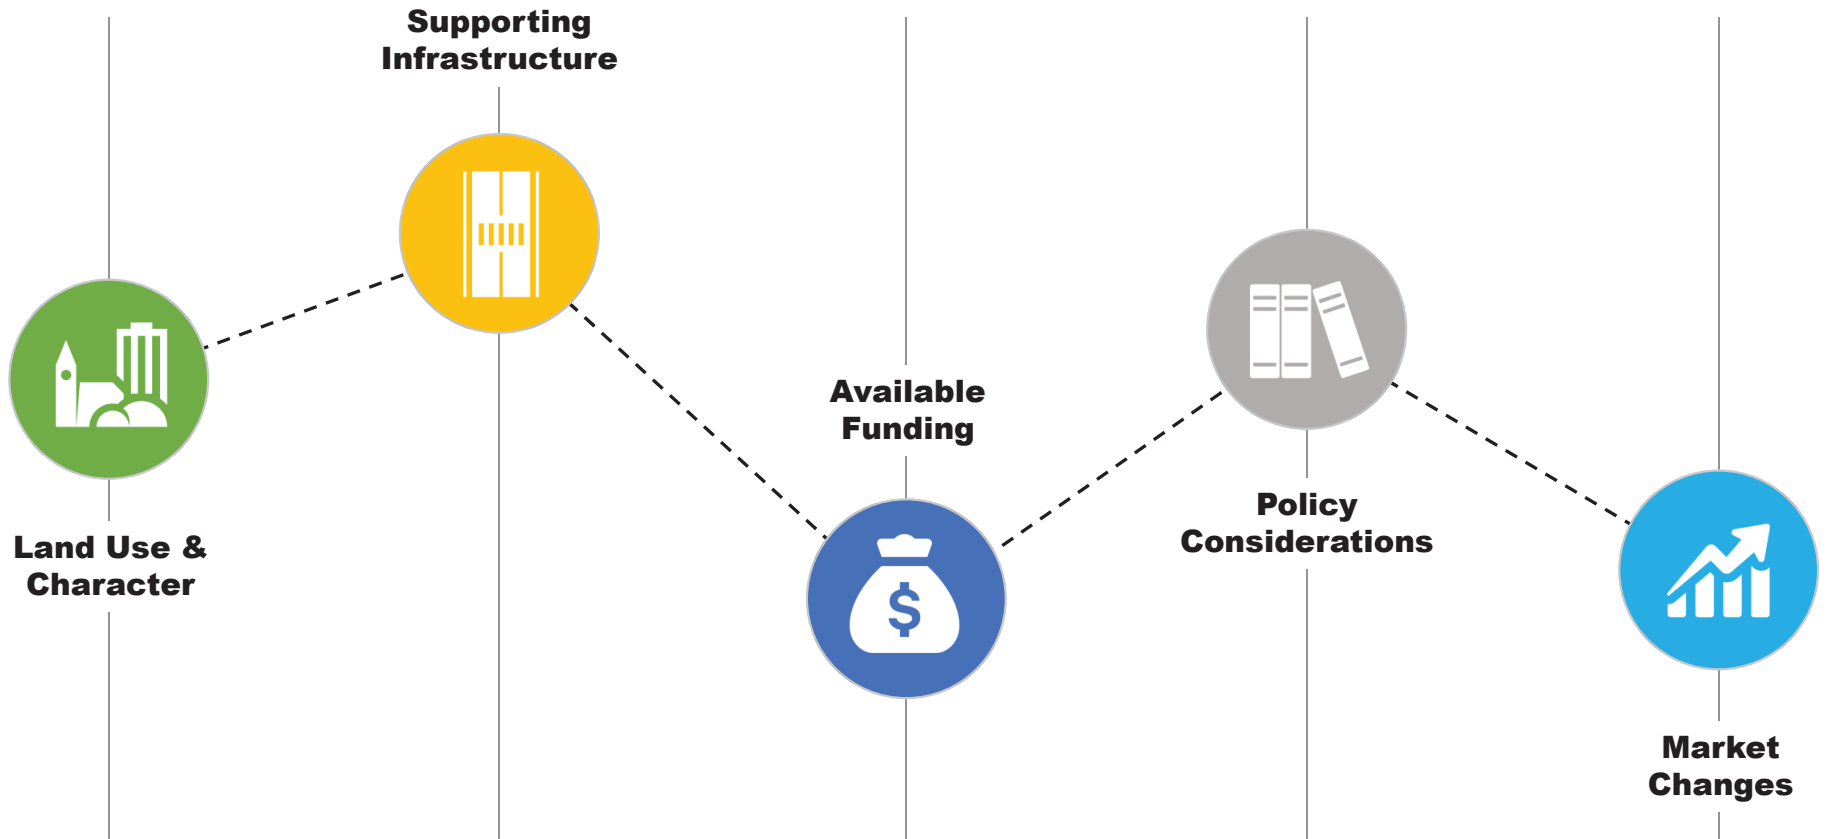 Supporting
Infrastructure
Land Use &
Character
Available
Funding
$
Policy
Considerations
Market
Changes